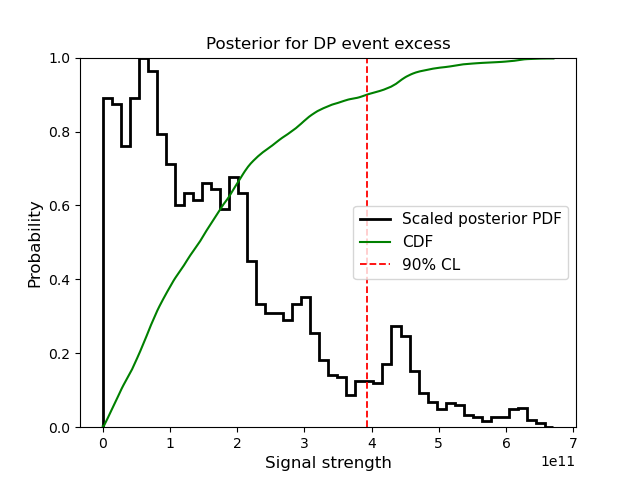 Posterior for DP event excess
1.0
0.8
0.6
0.4
0.2
0.0
Probability
Scaled posterior PDF
CDF
90% CL
0 1 2 3 4 5 6 7
1e11
Signal strength